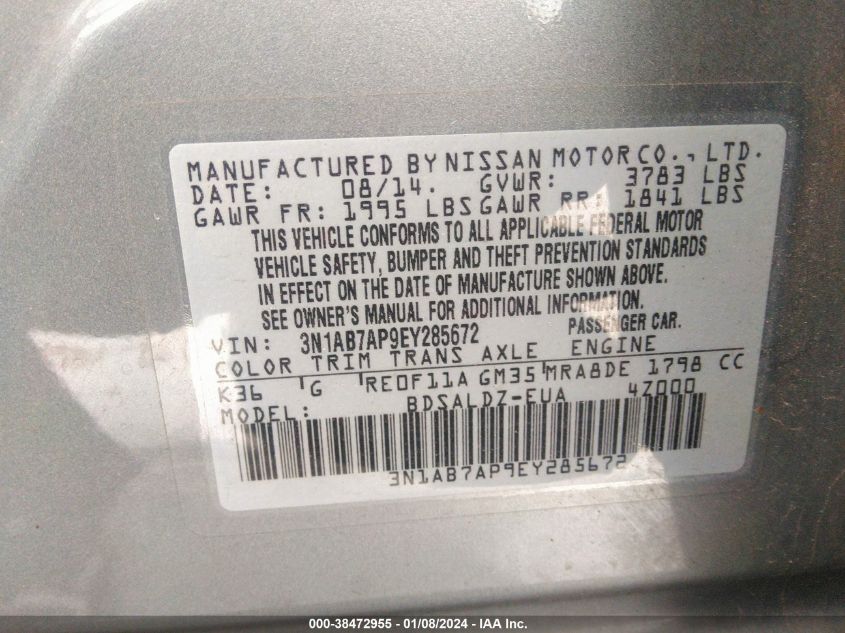 MANUFACTURED BY NISSAN MOTOR CO., LTD.
DATE: 08/14. GVWR: 3783 LBS
GAWR FR: 1995 LBS GAWR RR: 1841 LBS
THIS VEHICLE CONFORMS TO ALL APPLICABLE FEDERAL MOTOR
VEHICLE SAFETY, BUMPER AND THEFT PREVENTION STANDARDS
IN EFFECT ON THE DATE OF MANUFACTURE SHOWN ABOVE.
SEE OWNER'S MANUAL FOR ADDITIONAL INFORMATION.
VIN: 3N1AB7AP9EY285672 PASSENGER CAR.
COLOR TRIM TRANS AXLE ENGINE
K36 G RE0F11A GM35 MRA8DE 1798 CC
MODEL: BDSALDZ-EUA 4Z000
3N1AB7AP9EY285672
000-38472955 - 01/08/2024 - IAA Inc.